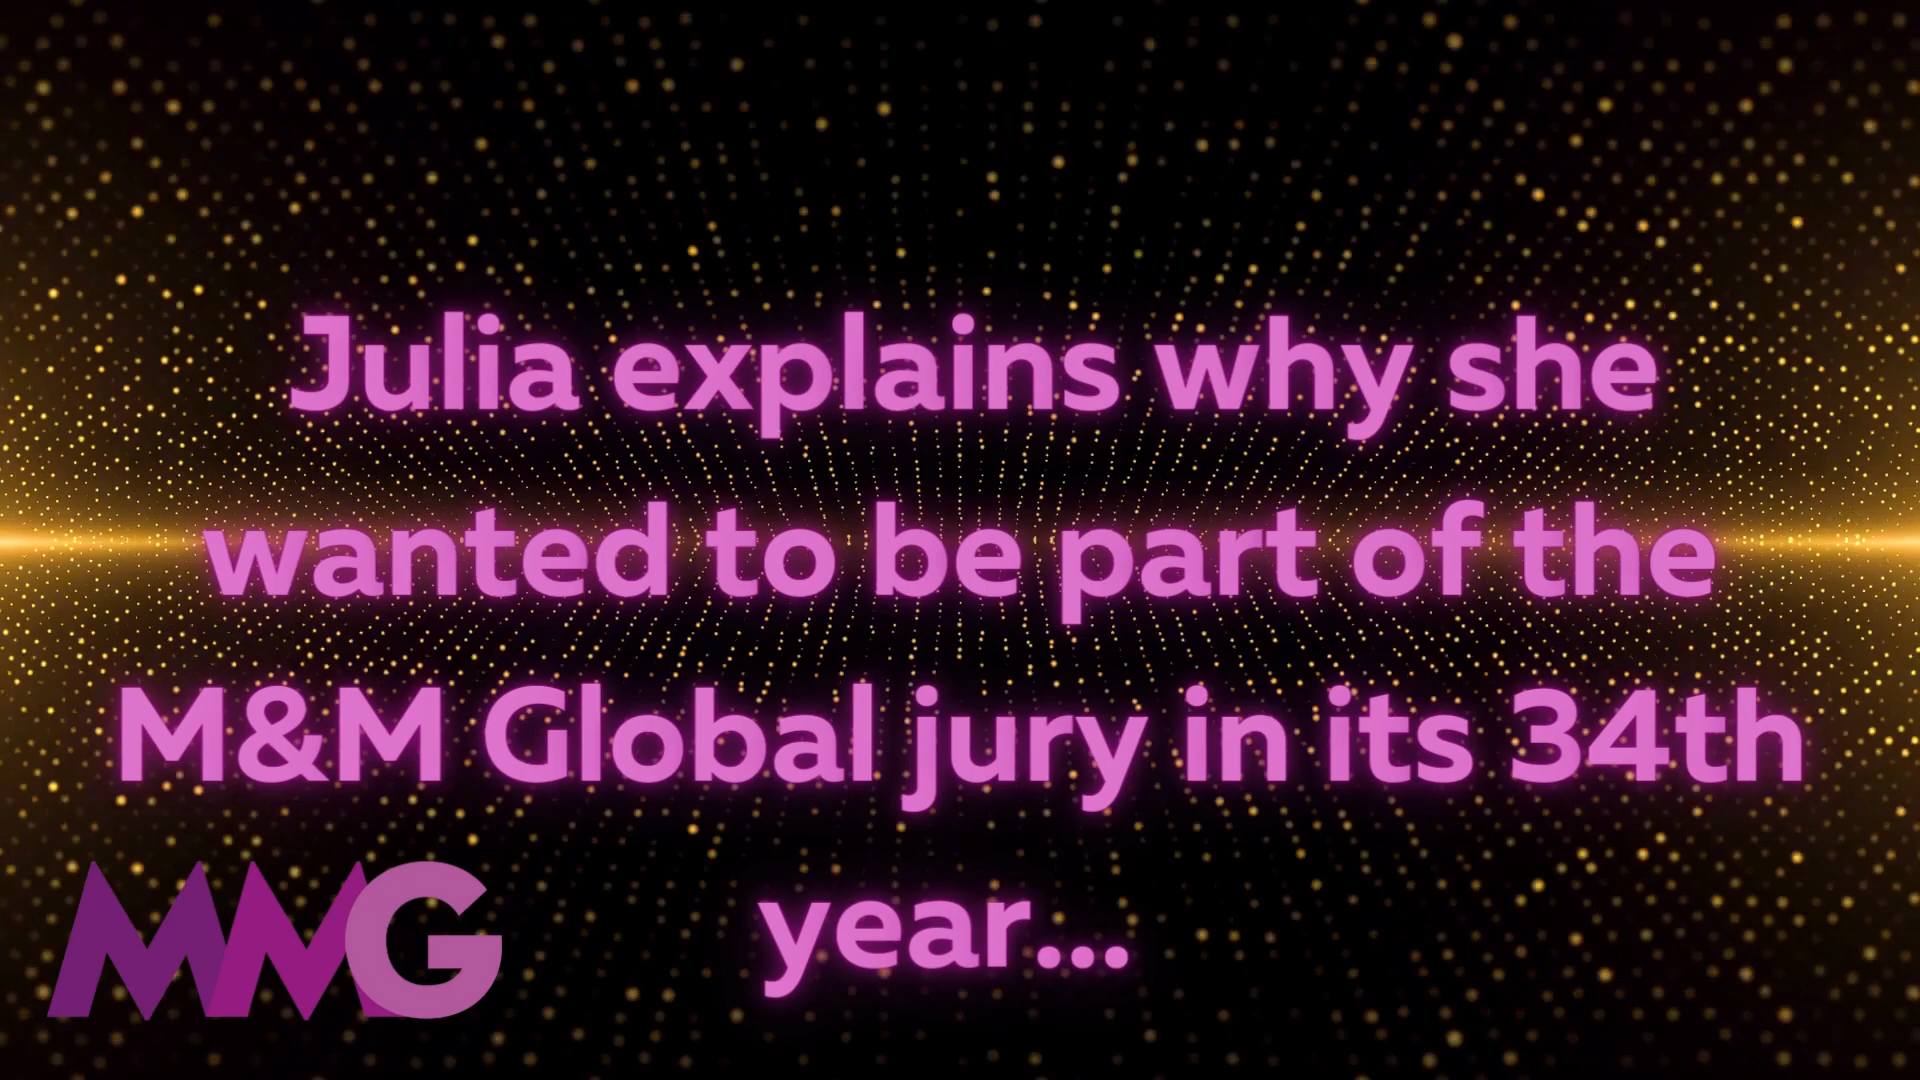 Julia explains why she
wanted to be part of the
M&M Global jury in its 34th
year...
MMG